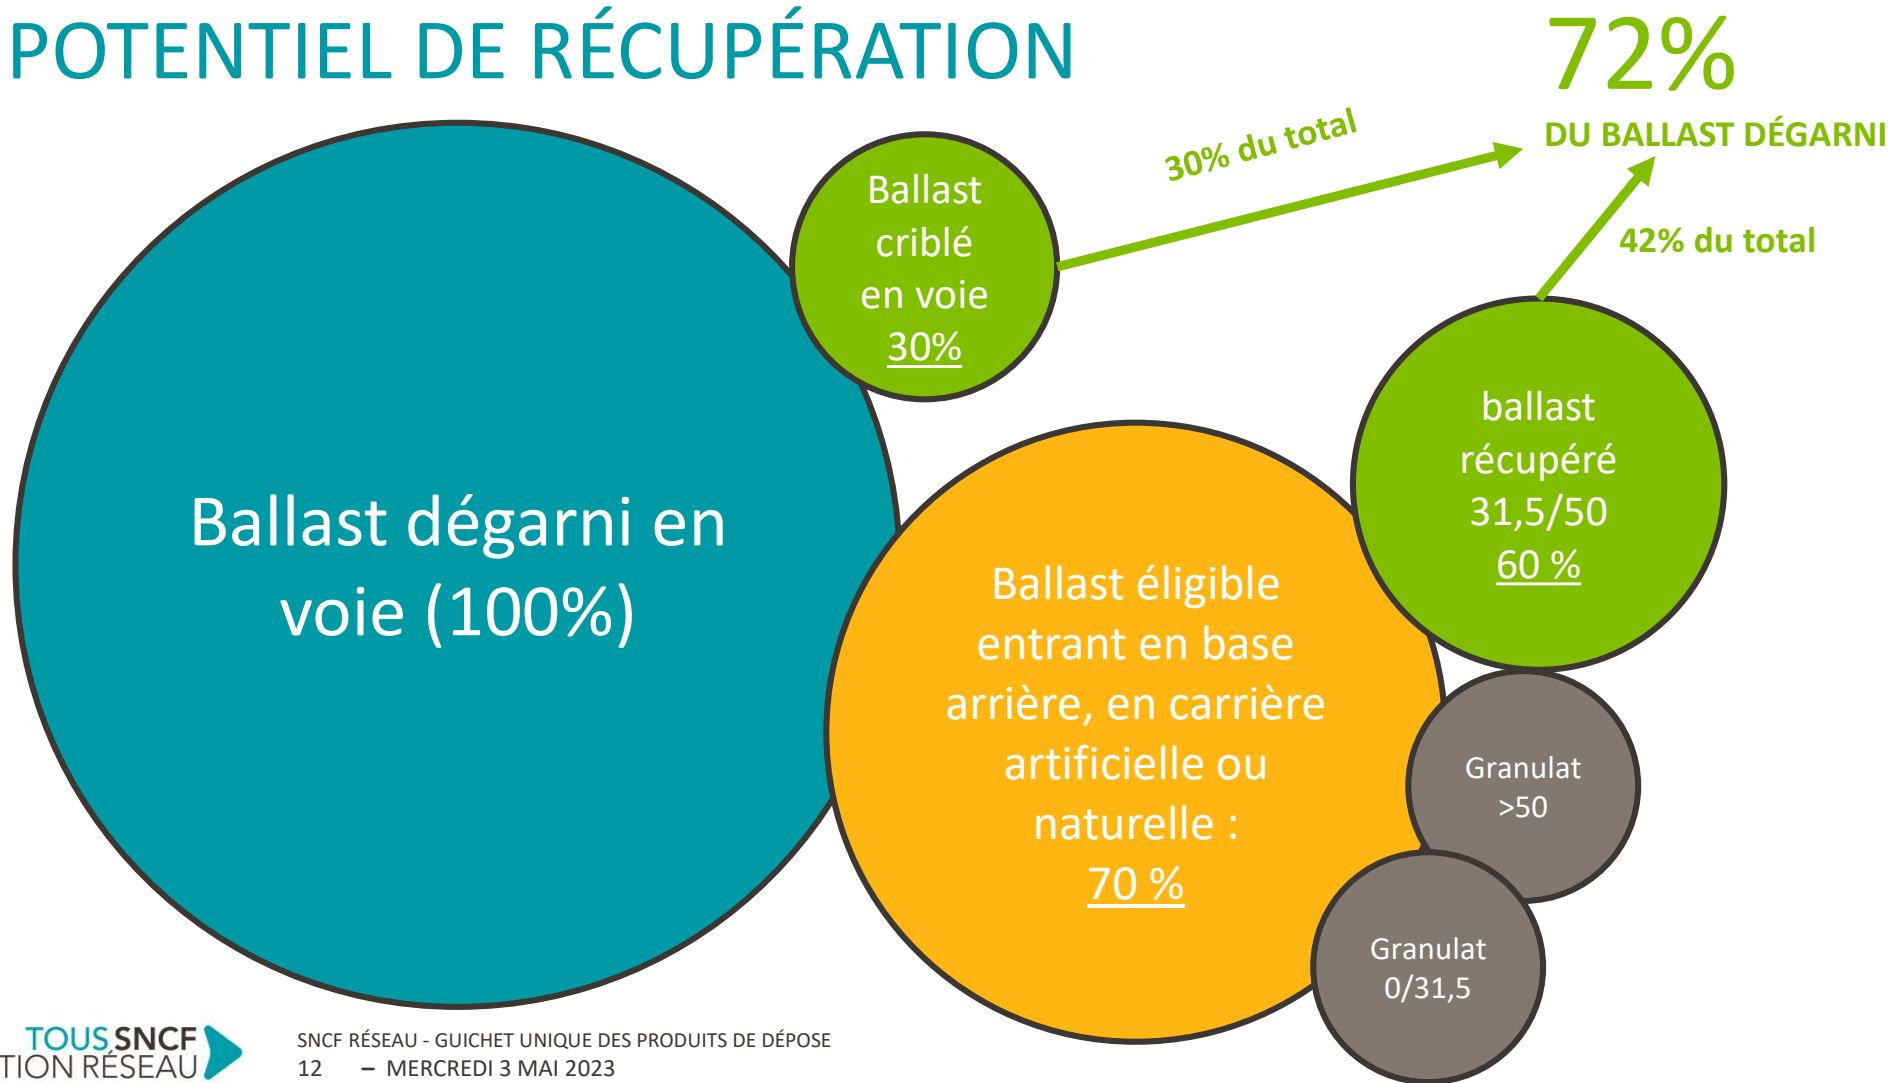 POTENTIEL DE RÉCUPÉRATION
72%
DU BALLAST DÉGARNI
30% du total
42% du total
Ballast
criblé
en voie
30%
Ballast dégarni en
voie (100%)
ballast
récupéré
31,5/50
60 %
Ballast éligible
entrant en base
arrière, en carrière
artificielle ou
naturelle :
70 %
Granulat
>50
Granulat
0/31,5
TOUS SNCF
TION RÉSEAU
SNCF RÉSEAU - GUICHET UNIQUE DES PRODUITS DE DÉPOSE
12 – MERCREDI 3 MAI 2023